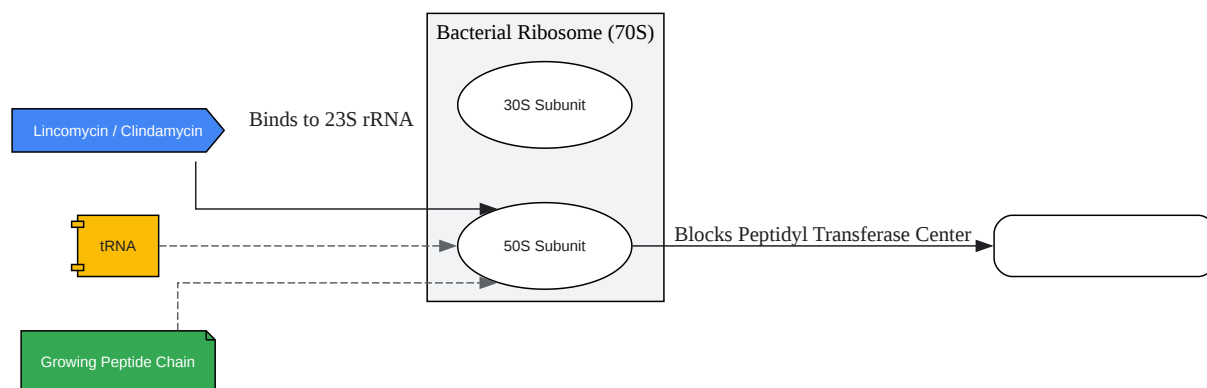 Bacterial Ribosome (70S)
30S Subunit
Lincomycin / Clindamycin
Binds to 23S rRNA
tRNA
50S Subunit
Blocks Peptidyl Transferase Center
Growing Peptide Chain